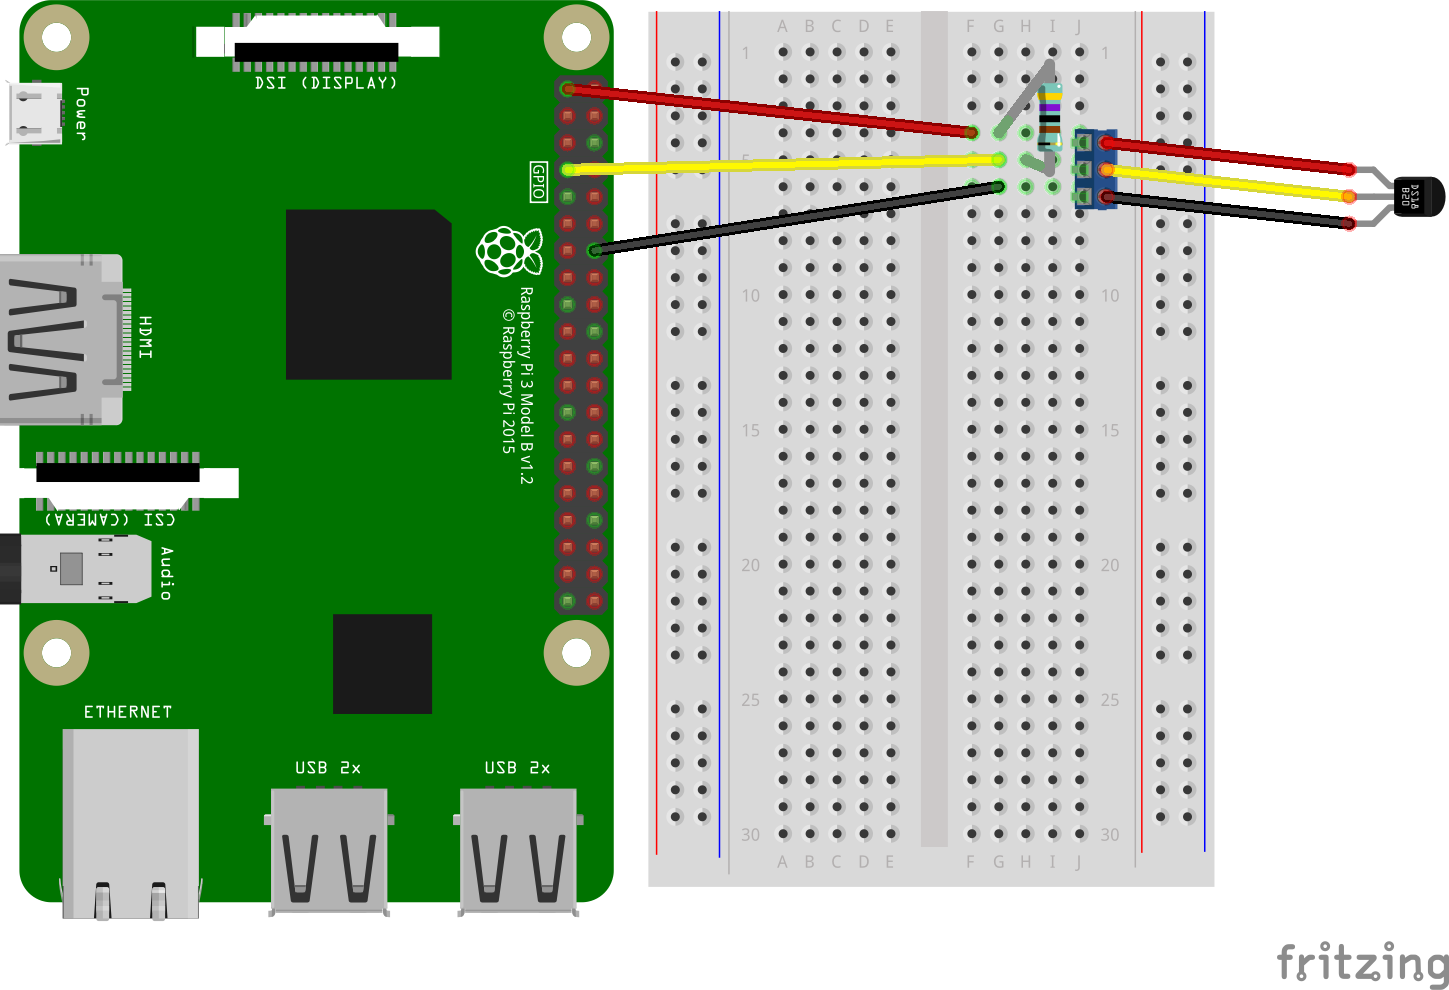 DSI (DISPLAY)
Power
GPIO
HDMI
Raspberry Pi 3 Model B v1.2
© Raspberry Pi 2015
CSI (CAMERA)
Audio
ETHERNET
USB 2x
USB 2x
A B C D E F G H I J
1 1
5
10 10
15 15
20 20
25 25
30 30
A B C D E F G H I J
fritzing